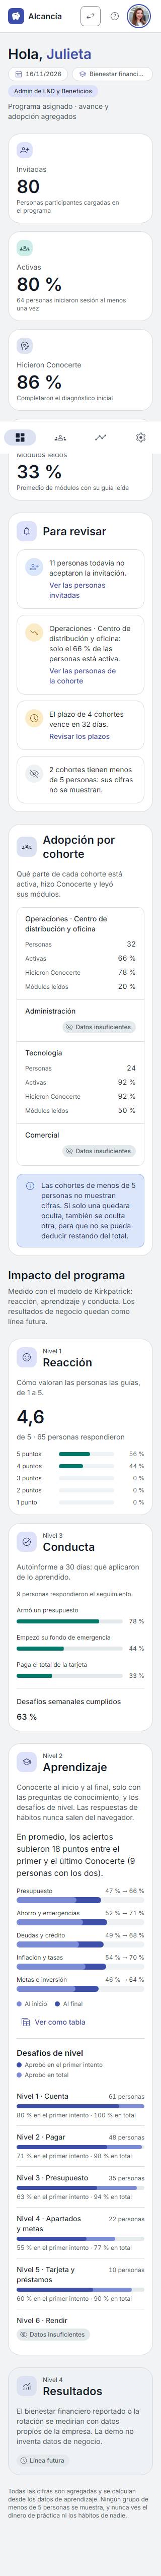 Alcancía
Hola, Julieta
16/11/2026
Bienestar financi...
Admin de L&D y Beneficios
Programa asignado · avance y
adopción agregados
Invitadas
80
Personas participantes cargadas en
el programa
Activas
80 %
64 personas iniciaron sesión al menos
una vez
Hicieron Conocerte
86 %
Completaron el diagnóstico inicial
Módulos leídos
33 %
Promedio de módulos con su guía leída
Para revisar
11 personas todavía no
aceptaron la invitación.
Ver las personas
invitadas
Operaciones · Centro de
distribución y oficina:
solo el 66 % de las
personas está activa.
Ver las personas de
la cohorte
El plazo de 4 cohortes
vence en 32 días.
Revisar los plazos
2 cohortes tienen menos
de 5 personas: sus cifras
no se muestran.
Adopción por
cohorte
Qué parte de cada cohorte está
activa, hizo Conocerte y leyó
sus módulos.
Operaciones · Centro de
distribución y oficina
Personas 32
Activas 66 %
Hicieron Conocerte 78 %
Módulos leídos 20 %
Administración
Datos insuficientes
Tecnología
Personas 24
Activas 92 %
Hicieron Conocerte 92 %
Módulos leídos 50 %
Comercial
Datos insuficientes
Las cohortes de menos de 5
personas no muestran
cifras. Si solo una quedara
oculta, también se oculta
otra, para que no se pueda
deducir restando del total.
Impacto del programa
Medido con el modelo de Kirkpatrick:
reacción, aprendizaje y conducta. Los
resultados de negocio quedan como
línea futura.
Nivel 1
Reacción
Cómo valoran las personas las guías,
de 1 a 5.
4,6
de 5 · 65 personas respondieron
5 puntos 56 %
4 puntos 44 %
3 puntos 0 %
2 puntos 0 %
1 punto 0 %
Nivel 3
Conducta
Autoinforme a 30 días: qué aplicaron
de lo aprendido.
9 personas respondieron el seguimiento
Armó un presupuesto
78 %
Empezó su fondo de emergencia
44 %
Paga el total de la tarjeta
33 %
Desafíos semanales cumplidos
63 %
Nivel 2
Aprendizaje
Conocerte al inicio y al final, solo con
las preguntas de conocimiento, y los
desafíos de nivel. Las respuestas de
hábitos nunca salen del navegador.
En promedio, los aciertos
subieron 18 puntos entre el
primer y el último Conocerte (9
personas con los dos).
Presupuesto 47 % → 66 %
Ahorro y emergencias 52 % → 71 %
Deudas y crédito 49 % → 68 %
Inflación y tasas 54 % → 70 %
Metas e inversión 46 % → 64 %
Al inicio Al final
Ver como tabla
Desafíos de nivel
Aprobó en el primer intento
Aprobó en total
Nivel 1 · Cuenta 61 personas
80 % en el primer intento · 100 % en total
Nivel 2 · Pagar 48 personas
71 % en el primer intento · 98 % en total
Nivel 3 · Presupuesto 35 personas
63 % en el primer intento · 94 % en total
Nivel 4 · Apartados 22 personas
y metas
55 % en el primer intento · 77 % en total
Nivel 5 · Tarjeta y 10 personas
préstamos
60 % en el primer intento · 90 % en total
Nivel 6 · Rendir
Datos insuficientes
Nivel 4
Resultados
El bienestar financiero reportado o la
rotación se medirían con datos
propios de la empresa. La demo no
inventa datos de negocio.
Línea futura
Todas las cifras son agregadas y se calculan
desde los datos de aprendizaje. Ningún grupo de
menos de 5 personas se muestra, y nunca ves el
dinero de práctica ni los hábitos de nadie.